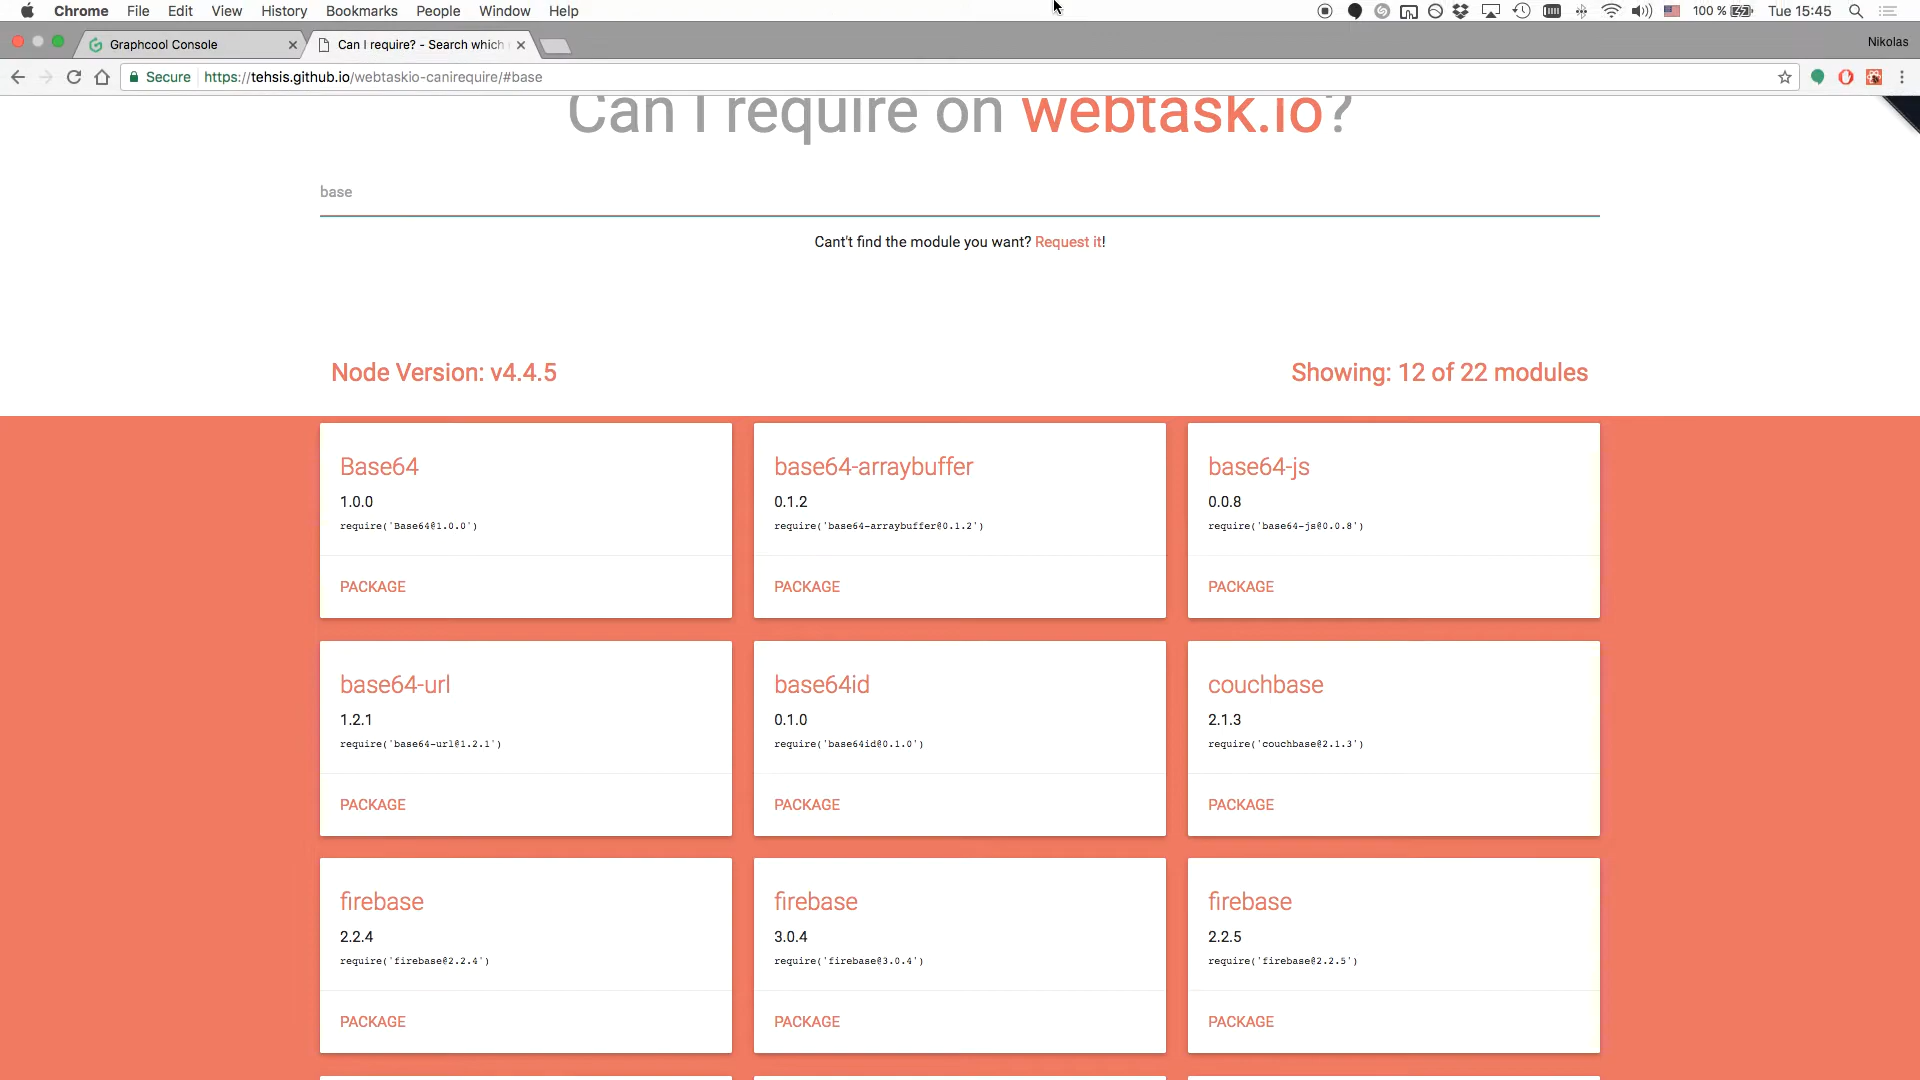 Chrome File Edit View History Bookmarks People Window Help 100 % Tue 15:45
Graphcool Console Can I require? - Search which Nikolas
Secure https://tehsis.github.io/webtaskio-canirequire/#base
Can I require on webtask.io?
base
Cant't find the module you want? Request it!
Node Version: v4.4.5 Showing: 12 of 22 modules
Base64 base64-arraybuffer base64-js
1.0.0 0.1.2 0.0.8
require('Base64@1.0.0') require('base64-arraybuffer@0.1.2') require('base64-js@0.0.8')
PACKAGE PACKAGE PACKAGE
base64-url base64id couchbase
1.2.1 0.1.0 2.1.3
require('base64-url@1.2.1') require('base64id@0.1.0') require('couchbase@2.1.3')
PACKAGE PACKAGE PACKAGE
firebase firebase firebase
2.2.4 3.0.4 2.2.5
require('firebase@2.2.4') require('firebase@3.0.4') require('firebase@2.2.5')
PACKAGE PACKAGE PACKAGE